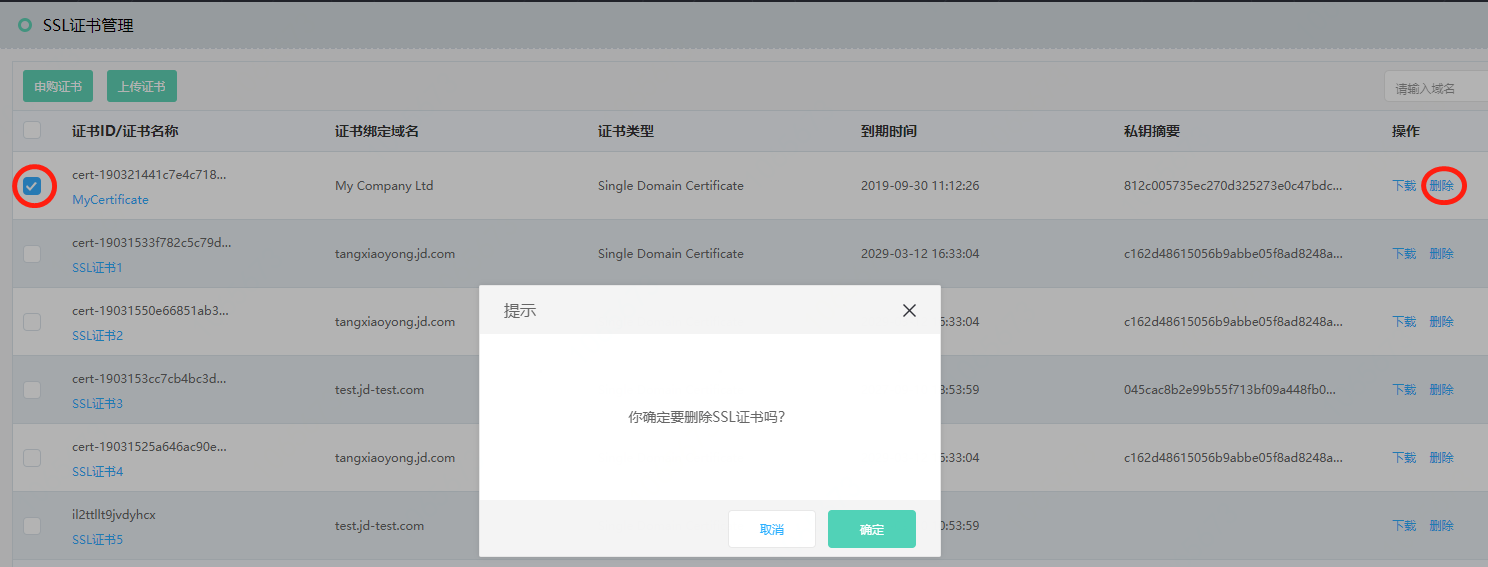 SSL证书管理
申购证书 上传证书 请输入域名
证书ID/证书名称 证书绑定域名 证书类型 到期时间 私钥摘要 操作
cert-190321441c7e4c718...
My Company Ltd Single Domain Certificate 2019-09-30 11:12:26 812c005735ec270d325273e0c47bdc... 下载 删除
MyCertificate
cert-19031533f782c5c79d...
tangxiaoyong.jd.com Single Domain Certificate 2029-03-12 16:33:04 c162d48615056b9abbe05f8ad8248a... 下载 删除
SSL证书1
cert-19031550e66851ab3...
tangxiaoyong.jd.com :33:04 c162d48615056b9abbe05f8ad8248a... 下载 删除
SSL证书2
cert-1903153cc7cb4bc3d...
test.jd-test.com :53:59 045cac8b2e99b55f713bf09a448fb0... 下载 删除
SSL证书3
cert-19031525a646ac90e...
tangxiaoyong.jd.com :33:04 c162d48615056b9abbe05f8ad8248a... 下载 删除
SSL证书4
il2ttllt9jvdyhcx
test.jd-test.com :53:59 下载 删除
SSL证书5
提示
你确定要删除SSL证书吗?
取消 确定